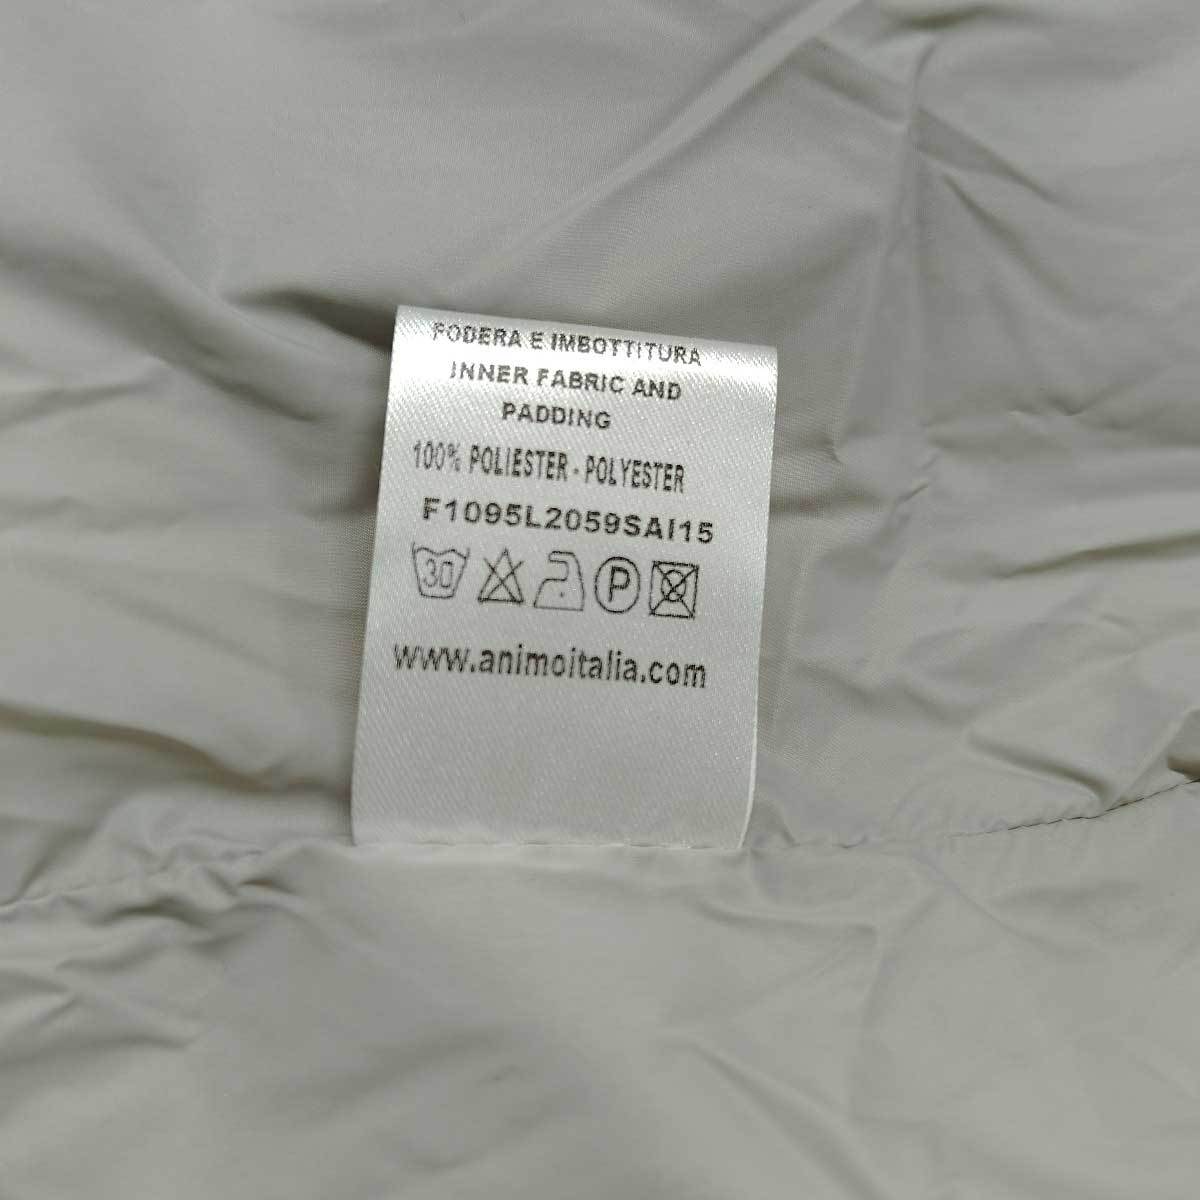 FODERA E IMBOTTITURA
INNER FABRIC AND
PADDING
100% POLIESTER - POLYESTER
F1095L2059SAI15
30 P
www.animoitalia.com